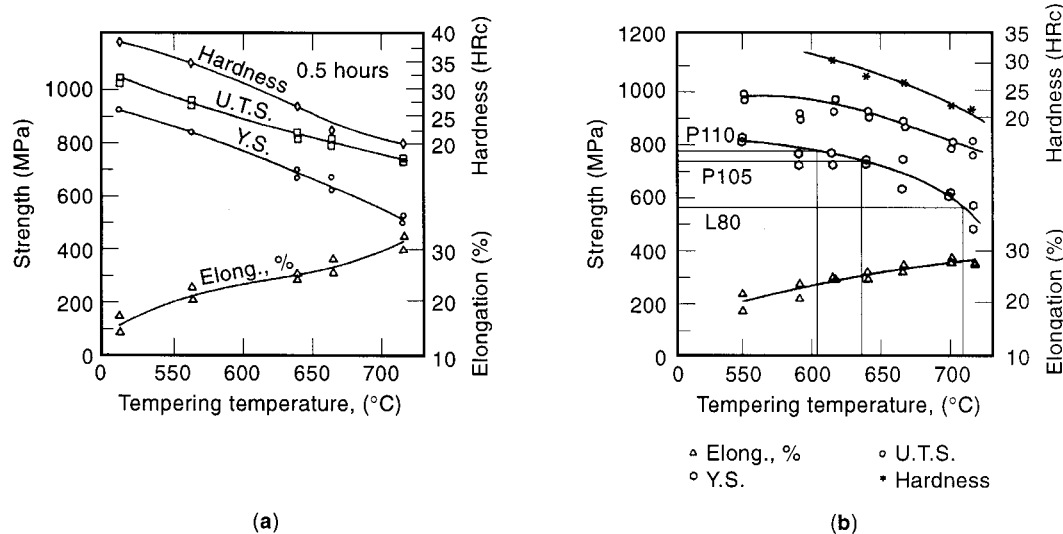 Strength (MPa)
1000
800
600
400
200
0
Hardness
0.5 hours
U.T.S.
Y.S.
Elong., %
40
35
30
25
20
Hardness (HRc)
30
20
10
Elongation (%)
0 550 600 650 700
Tempering temperature, (°C)
(a)
Strength (MPa)
1200
1000
800
600
400
200
0
P110
P105
L80
35
30
25
20
Hardness (HRc)
30
20
10
Elongation (%)
0 550 600 650 700
Tempering temperature, (°C)
Elong., % U.T.S.
Y.S. Hardness
(b)